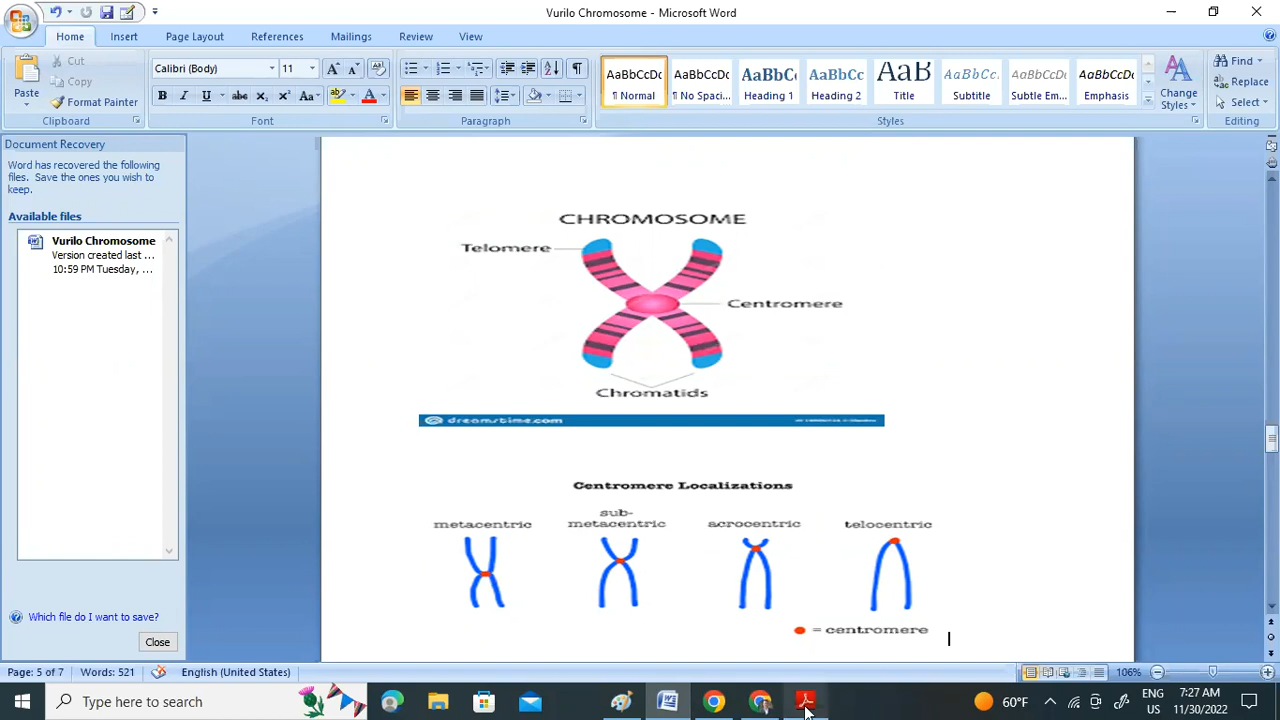 Vurilo Chromosome - Microsoft Word
Home Insert Page Layout References Mailings Review View
Paste
Cut
Copy
Format Painter
Clipboard
Calibri (Body) 11
B I U abc X₂ X² Aa
Font
Paragraph
AaBbCcDc AaBbCcDc AaBbCc AaBbCc AaB AaBbCc. AaBbCcDc AaBbCcDc
¶ Normal ¶ No Spaci... Heading 1 Heading 2 Title Subtitle Subtle Em... Emphasis
Change
Styles
Styles
Find
Replace
Select
Editing
Document Recovery
Word has recovered the following
files. Save the ones you wish to
keep.
Available files
Vurilo Chromosome
Version created last ...
10:59 PM Tuesday, ...
Which file do I want to save?
Close
CHROMOSOME
Telomere
Centromere
Chromatids
dreamstime.com
Centromere Localizations
metacentric
sub-
metacentric
acrocentric
telocentric
= centromere
Page: 5 of 7 Words: 521 English (United States) 106%
Type here to search
60°F
ENG
US
7:27 AM
11/30/2022